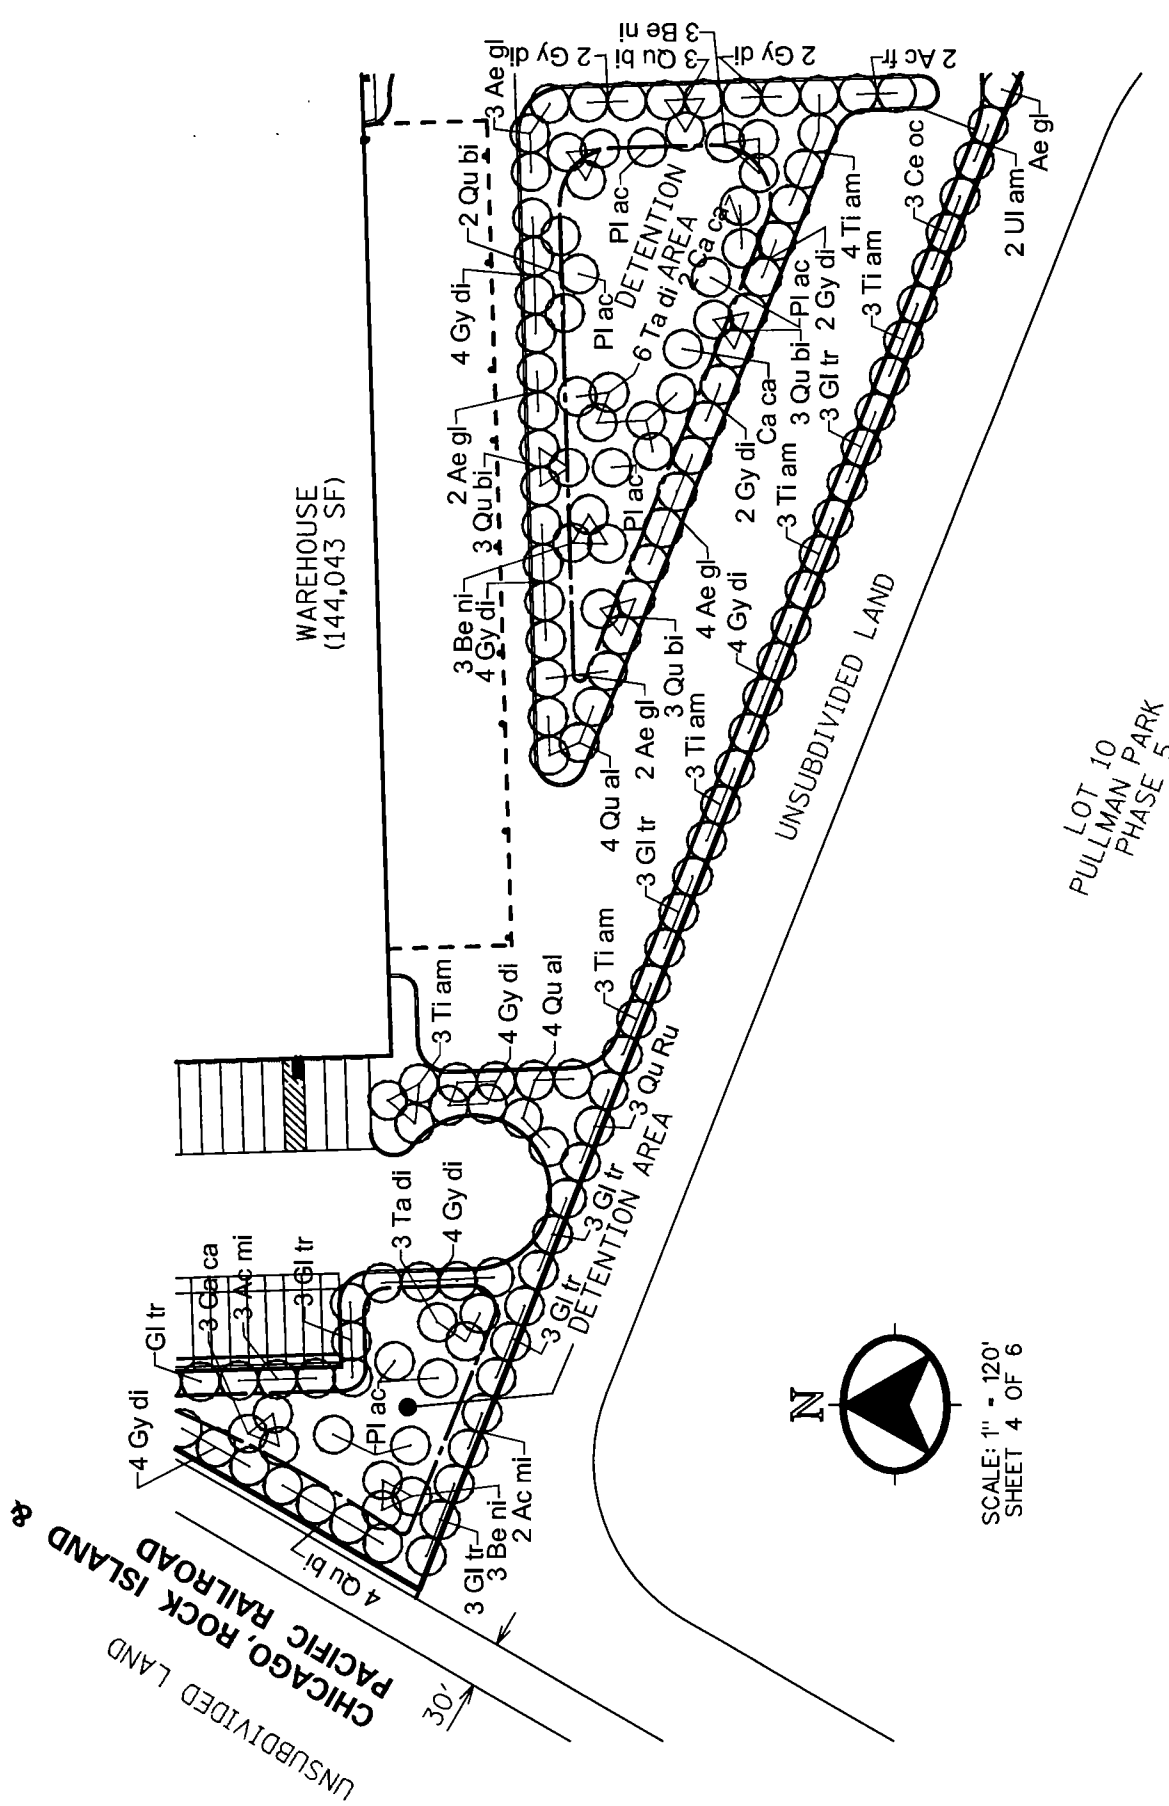 3 Ae gl
2 Gy di
3 Qu bi
3 Be ni
2 Gy di
2 Ac fr
2 Qu bi
4 Gy di
Pl ac
DETENTION
AREA
Pl ac
6 Ta di
2 Ca ca
Pl ac
2 Gy di
4 Ti am
3 Ti am
3 Ce oc
2 Ul am
Ae gl
WAREHOUSE
(144,043 SF)
2 Ae gl
3 Qu bi
3 Be ni
4 Gy di
Pl ac
Ca ca
3 Qu bi
3 Gl tr
2 Gy di
3 Ti am
4 Ae gl
4 Gy di
3 Qu bi
2 Ae gl
3 Ti am
4 Qu al
3 Gl tr
3 Ti am
UNSUBDIVIDED LAND
LOT 10
PULLMAN PARK
PHASE 5
3 Ti am
4 Gy di
4 Qu al
3 Qu Ru
3 Gl tr
3 Gl tr
DETENTION AREA
3 Ta di
4 Gy di
Gl tr
3 Ca ca
3 Ac mi
3 Gl tr
4 Gy di
Pl ac
4 Qu bi
3 Gl tr
3 Be ni
2 Ac mi
CHICAGO, ROCK ISLAND &
PACIFIC RAILROAD
UNSUBDIVIDED LAND
30'
N
SCALE: 1" = 120'
SHEET 4 OF 6